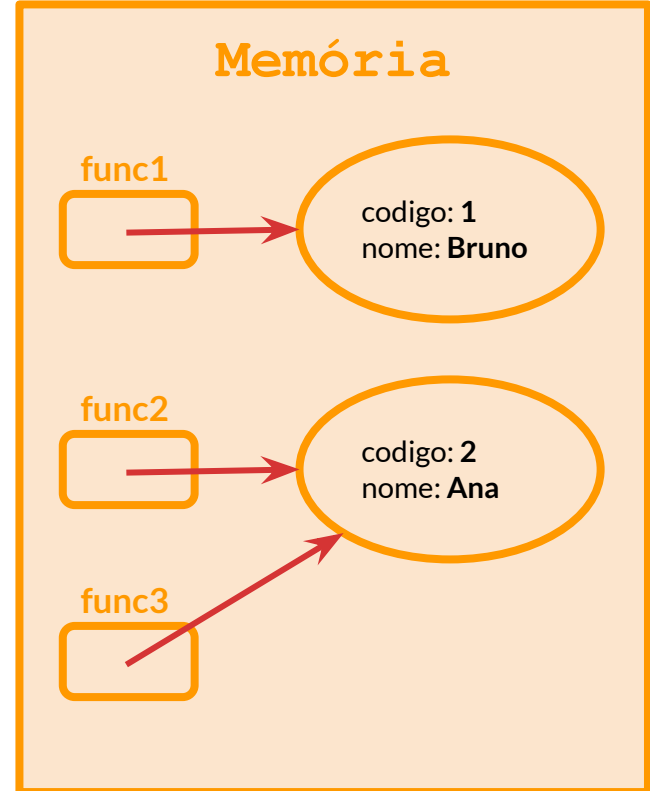 Memória
func1
codigo: 1
nome: Bruno
func2
codigo: 2
nome: Ana
func3